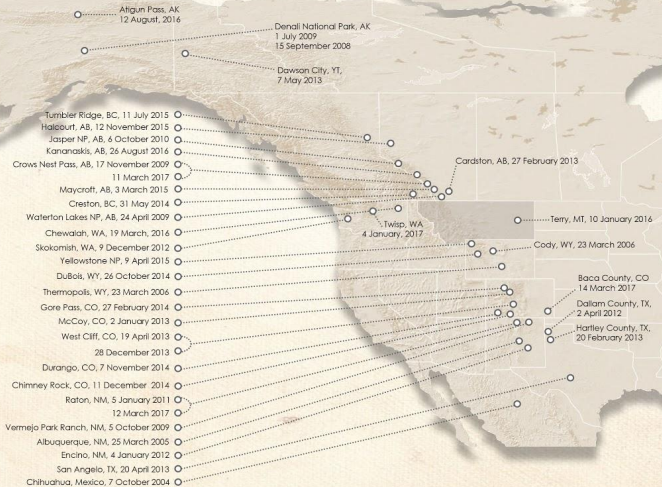 Atigun Pass, AK
12 August, 2016
Denali National Park, AK
1 July 2009
15 September 2008
Dawson City, YT,
7 May 2013
Tumbler Ridge, BC, 11 July 2015
Halcourt, AB, 12 November 2015
Jasper NP, AB, 6 October 2010
Kananaskis, AB, 26 August 2016
Crows Nest Pass, AB, 17 November 2009
11 March 2017
Maycroft, AB, 3 March 2015
Creston, BC, 31 May 2014
Waterton Lakes NP, AB, 24 April 2009
Chewalah, WA, 19 March, 2016
Skokomish, WA, 9 December 2012
Yellowstone NP, 9 April 2015
DuBois, WY, 26 October 2014
Thermopolis, WY, 23 March 2006
Gore Pass, CO, 27 February 2014
McCoy, CO, 2 January 2013
West Cliff, CO, 19 April 2013
28 December 2013
Durango, CO, 7 November 2014
Chimney Rock, CO, 11 December 2014
Raton, NM, 5 January 2011
12 March 2017
Vermejo Park Ranch, NM, 5 October 2009
Albuquerque, NM, 25 March 2005
Encino, NM, 4 January 2012
San Angelo, TX, 20 April 2013
Chihuahua, Mexico, 7 October 2004
Cardston, AB, 27 February 2013
Twisp, WA
4 January, 2017
Terry, MT, 10 January 2016
Cody, WY, 23 March 2006
Baca County, CO
14 March 2017
Dallam County, TX,
2 April 2012
Hartley County, TX,
20 February 2013